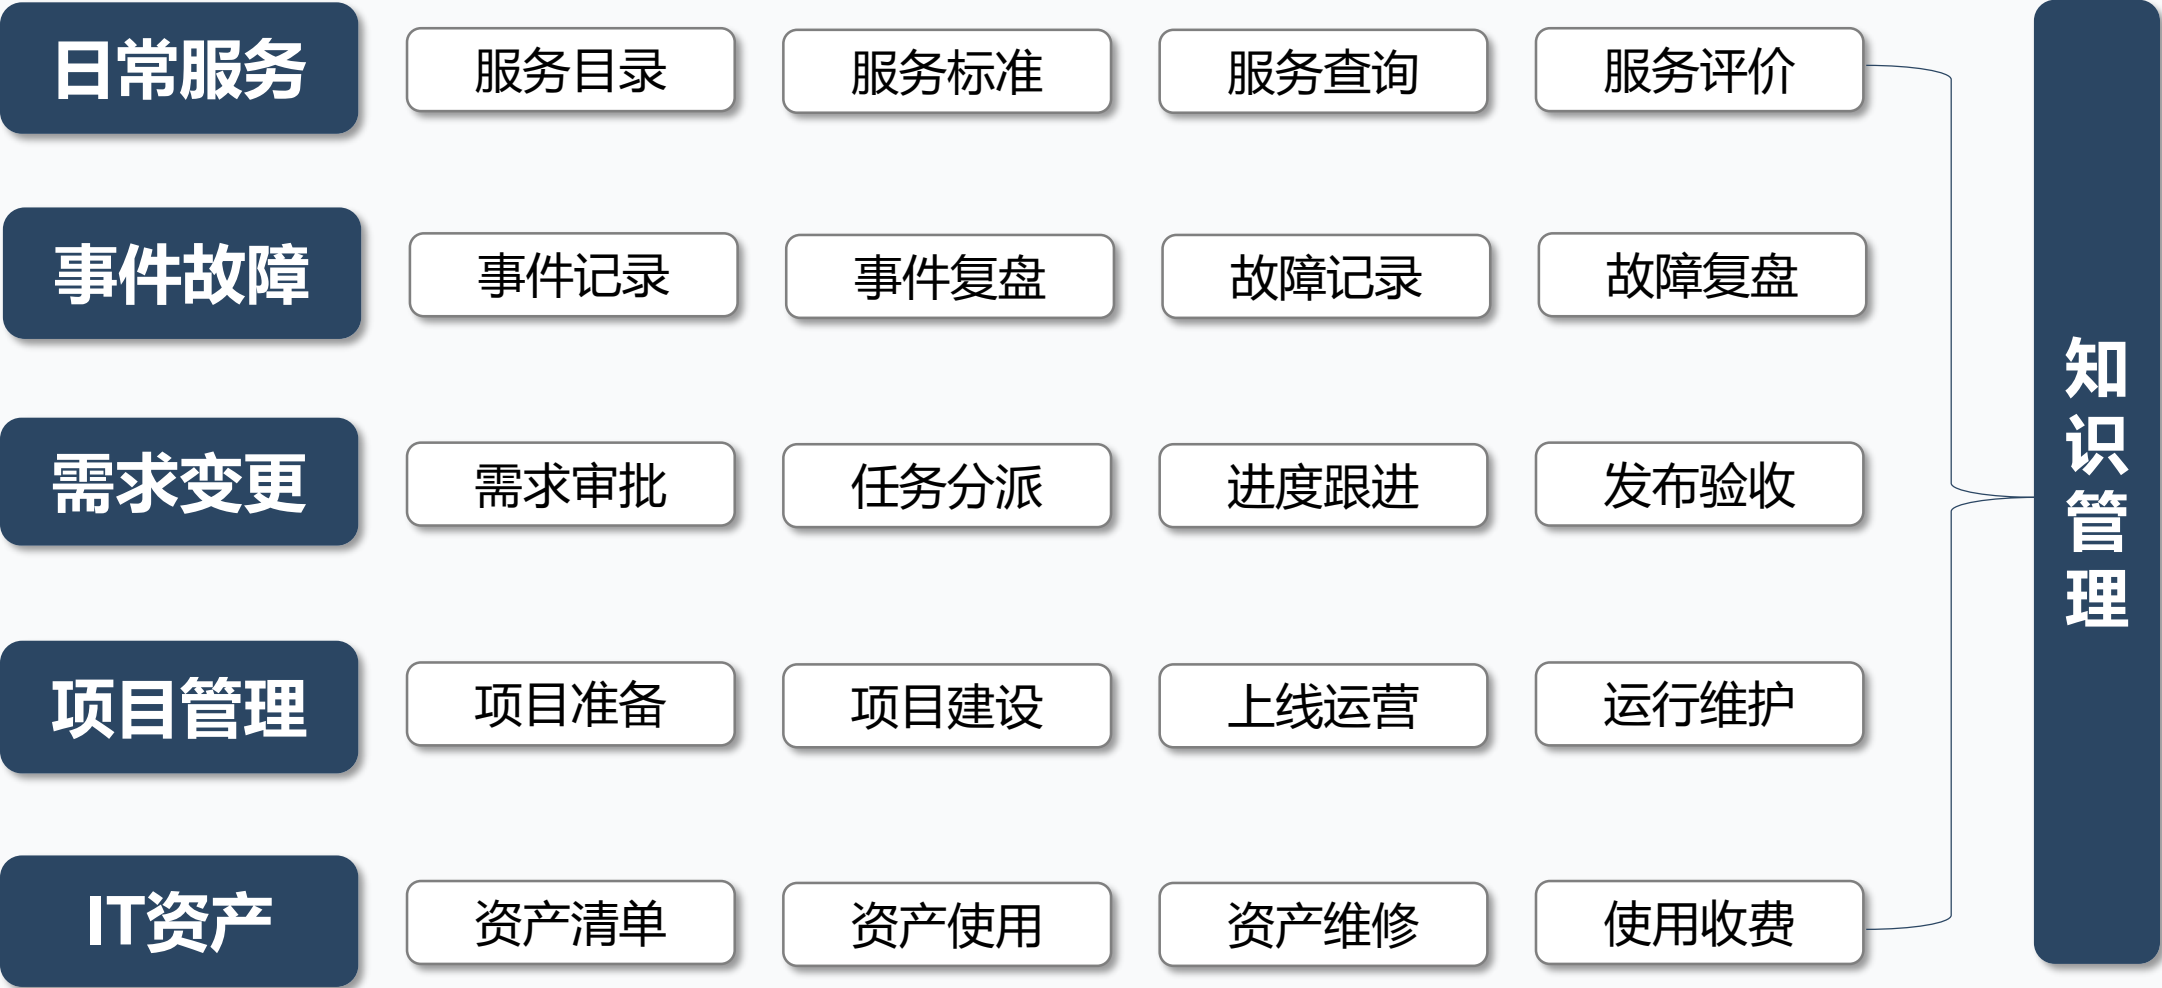 日常服务
服务目录
服务标准
服务查询
服务评价
事件故障
事件记录
事件复盘
故障记录
故障复盘
需求变更
需求审批
任务分派
进度跟进
发布验收
项目管理
项目准备
项目建设
上线运营
运行维护
IT资产
资产清单
资产使用
资产维修
使用收费
知识管理